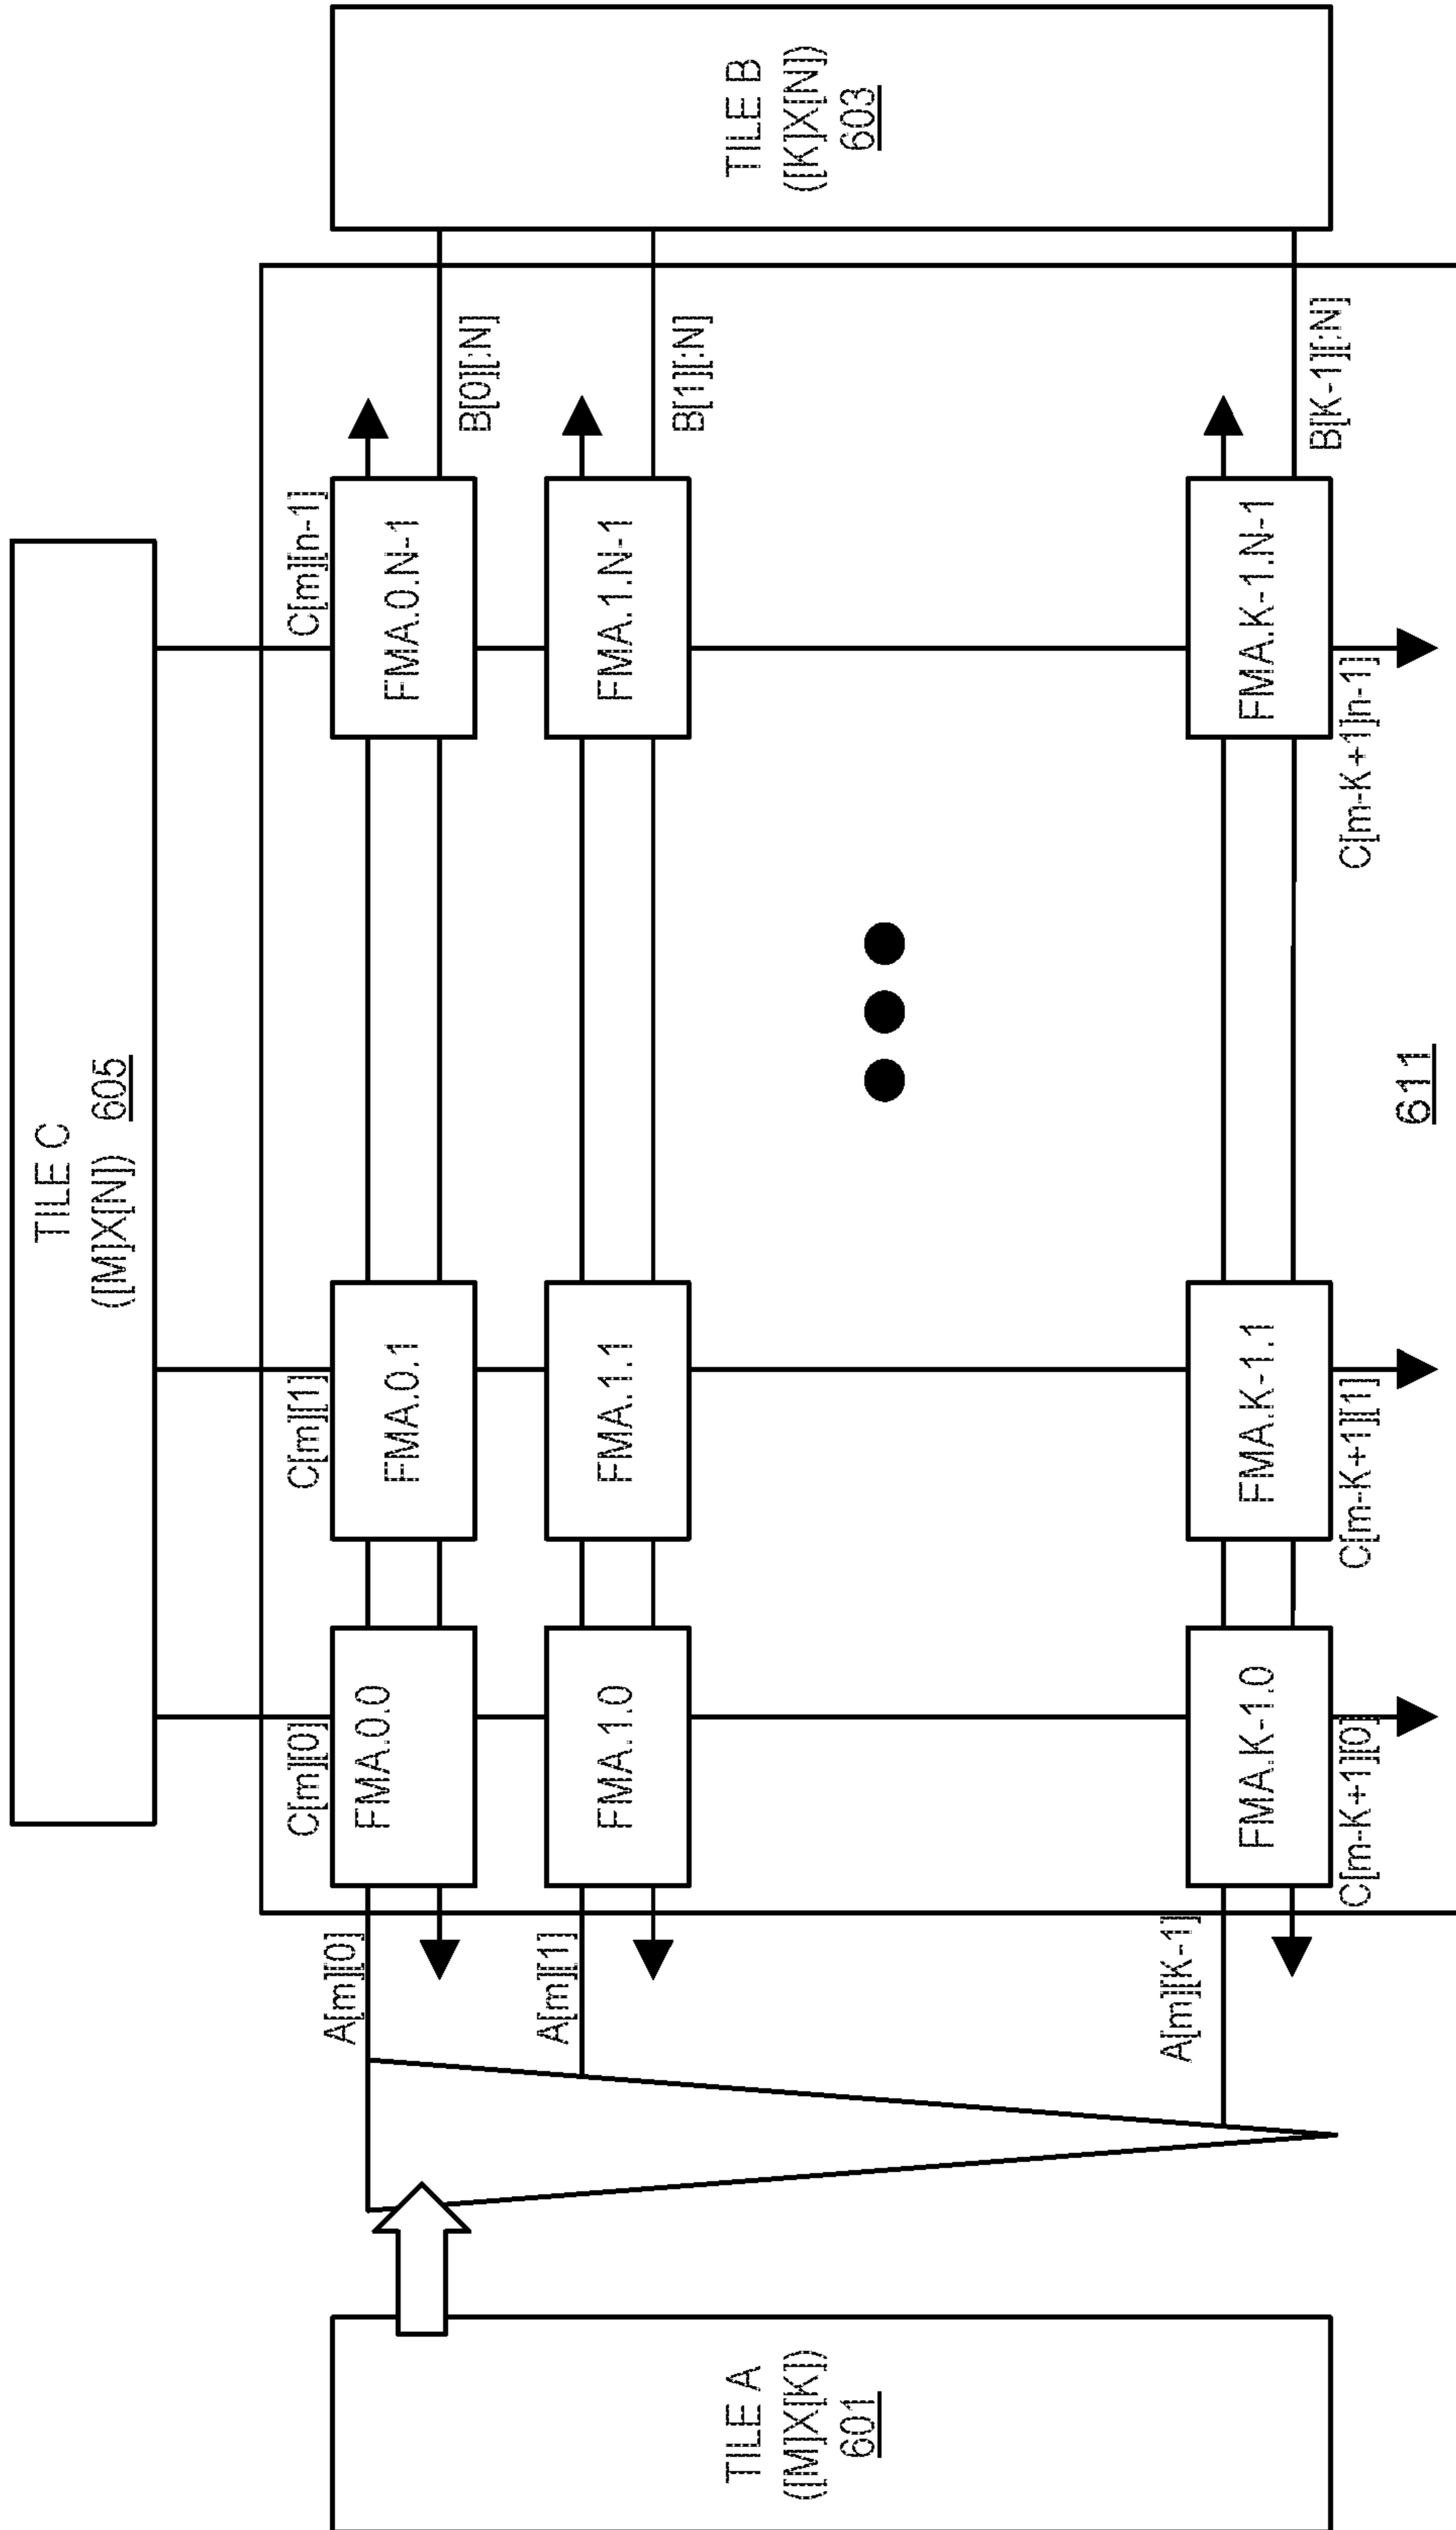 TILE C
([M]X[N]) 605
C[m][0]
C[m][1]
C[m][n-1]
A[m][0]
FMA.0.0
FMA.0.1
FMA.0.N-1
B[0][:N]
A[m][1]
FMA.1.0
FMA.1.1
FMA.1.N-1
B[1][:N]
TILE A
([M]X[K])
601
TILE B
([K]X[N])
603
A[m][K-1]
FMA.K-1.0
FMA.K-1.1
FMA.K-1.N-1
B[K-1][:N]
C[m-K+1][0]
C[m-K+1][1]
C[m-K+1]n-1]
611